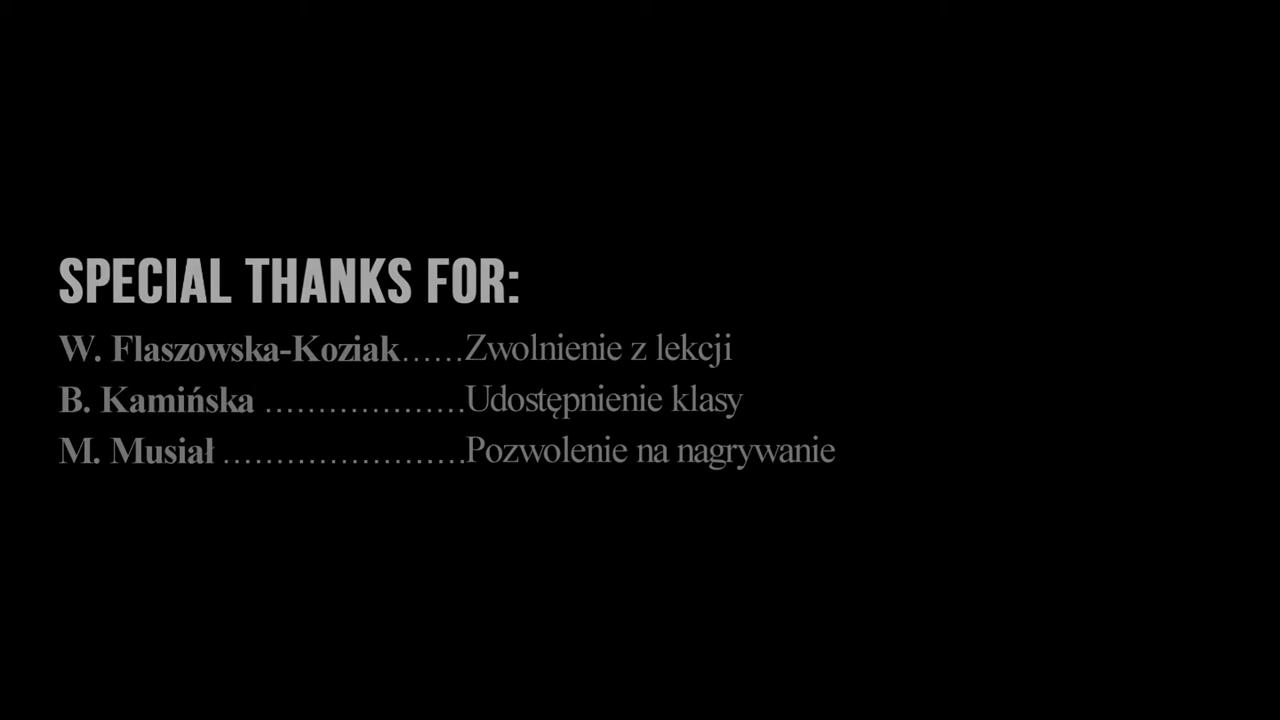 SPECIAL THANKS FOR:
W. Flaszowska-Koziak......Zwolnienie z lekcji
B. Kamińska ...................Udostępnienie klasy
M. Musiał .......................Pozwolenie na nagrywanie